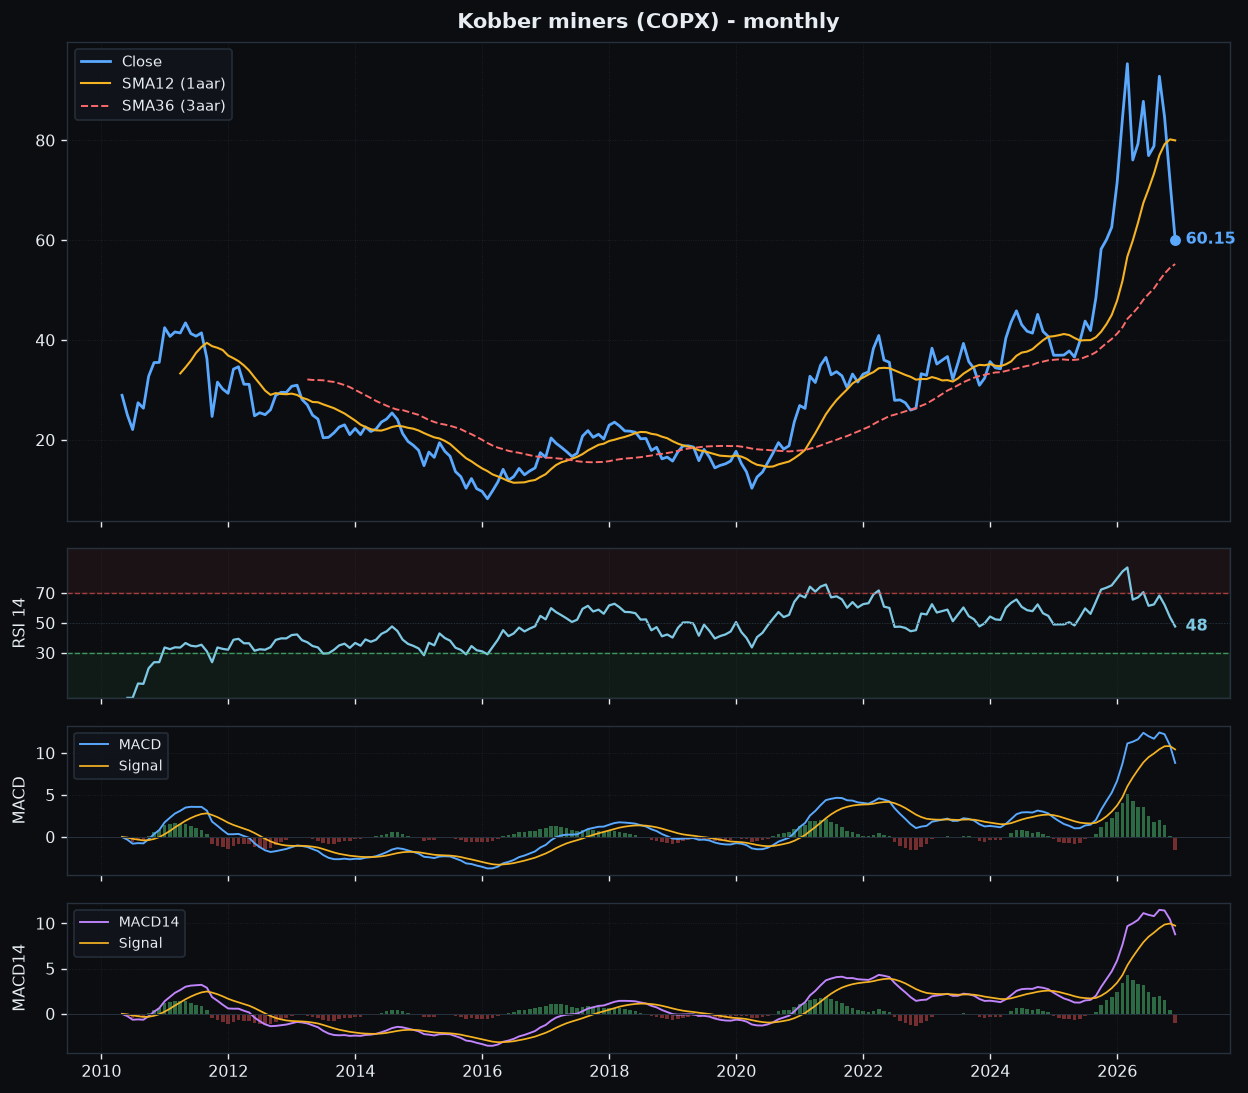 Kobber miners (COPX) - monthly
Close
SMA12 (1aar)
SMA36 (3aar)
80
60
40
20
60.15
RSI 14
70
50
30
48
MACD
MACD
Signal
10
5
0
MACD14
MACD14
Signal
10
5
0
2010 2012 2014 2016 2018 2020 2022 2024 2026